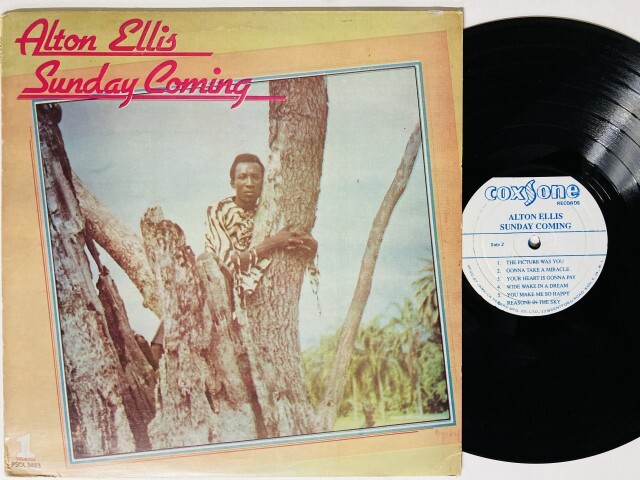 Alton Ellis
Sunday Coming
coxsone
RECORDS
ALTON ELLIS
SUNDAY COMING
Side 2
1. THE PICTURE WAS YOU
2. GONNA TAKE A MIRACLE
3. YOUR HEART IS GONNA PAY
4. WIDE WAKE IN A DREAM
5. YOU MAKE ME SO HAPPY
REASONS IN THE SKY
1